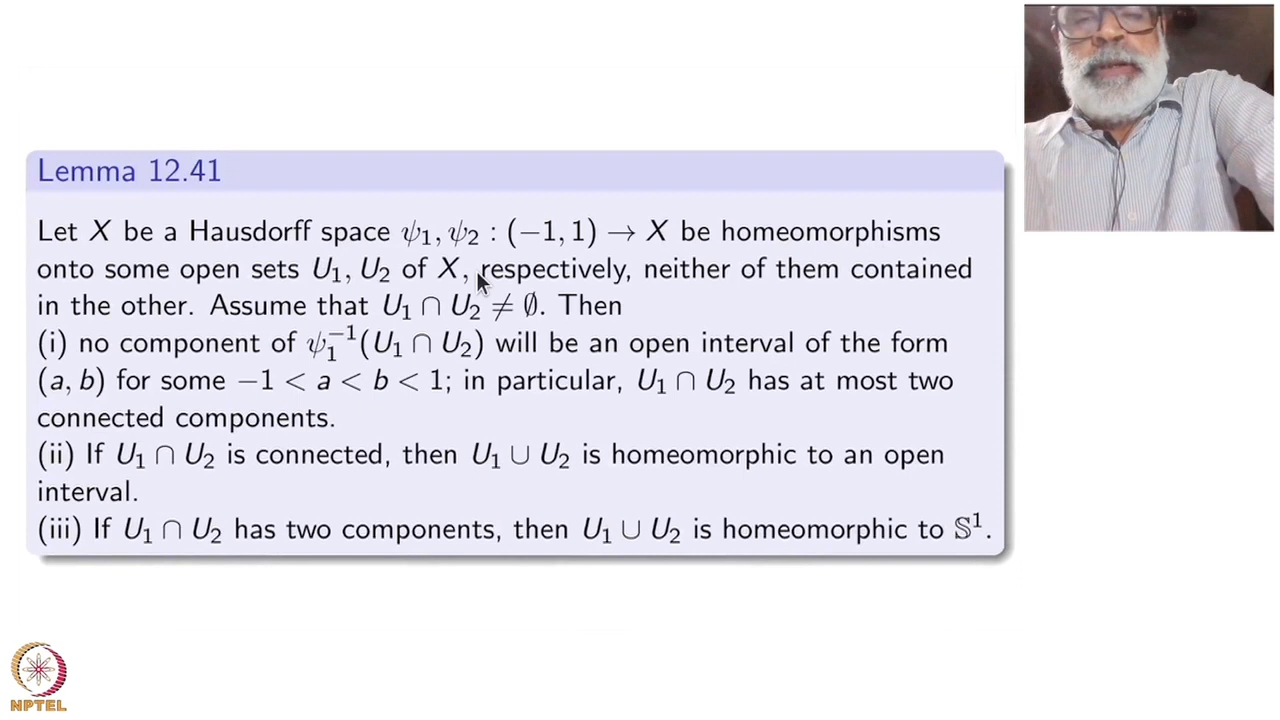 Lemma 12.41
Let X be a Hausdorff space ψ₁, ψ₂ : (−1, 1) → X be homeomorphisms
onto some open sets U₁, U₂ of X, respectively, neither of them contained
in the other. Assume that U₁ ∩ U₂ ≠ ∅. Then
(i) no component of ψ₁⁻¹(U₁ ∩ U₂) will be an open interval of the form
(a, b) for some −1 < a < b < 1; in particular, U₁ ∩ U₂ has at most two
connected components.
(ii) If U₁ ∩ U₂ is connected, then U₁ ∪ U₂ is homeomorphic to an open
interval.
(iii) If U₁ ∩ U₂ has two components, then U₁ ∪ U₂ is homeomorphic to 𝕊¹.
NPTEL